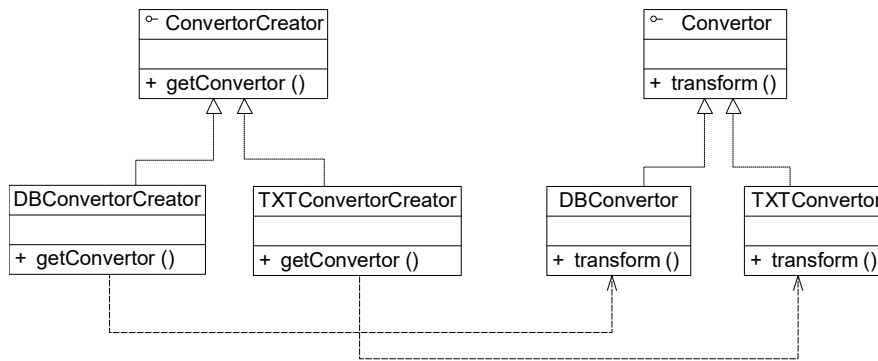 ConvertorCreator
+ getConvertor ()
Convertor
+ transform ()
DBConvertorCreator
+ getConvertor ()
TXTConvertorCreator
+ getConvertor ()
DBConvertor
+ transform ()
TXTConvertor
+ transform ()